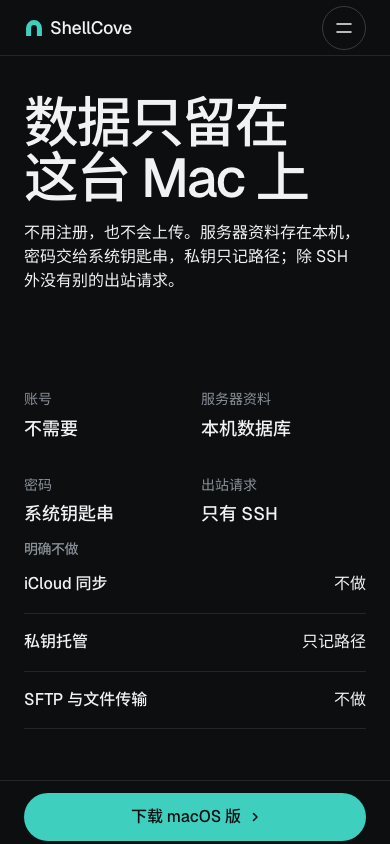 ShellCove
数据只留在
这台 Mac 上
不用注册，也不会上传。服务器资料存在本机，
密码交给系统钥匙串，私钥只记路径；除 SSH
外没有别的出站请求。
账号
服务器资料
不需要
本机数据库
密码
出站请求
系统钥匙串
只有 SSH
明确不做
iCloud 同步
不做
私钥托管
只记路径
SFTP 与文件传输
不做
下载 macOS 版